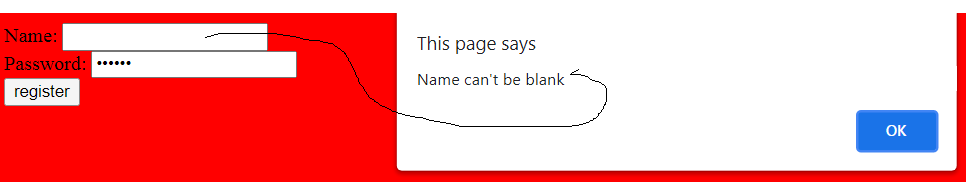 Name:
Password: ••••••
register
This page says
Name can't be blank
OK